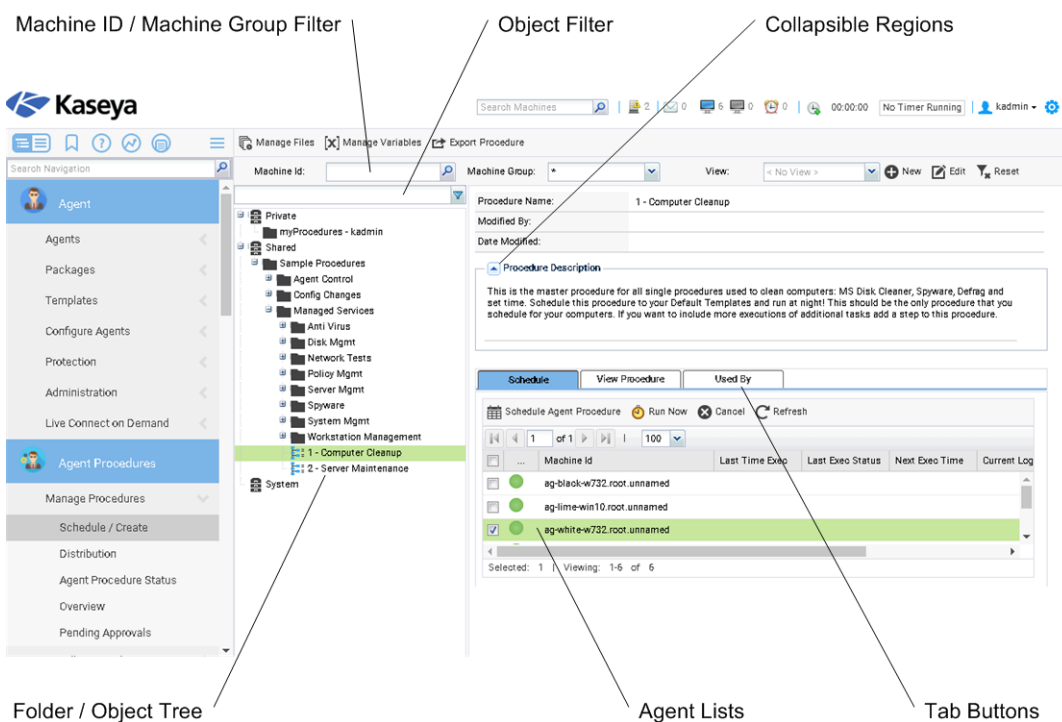 Machine ID / Machine Group Filter
Object Filter
Collapsible Regions
Kaseya
Search Machines
2
0
6
0
0
00:00:00
No Timer Running
kadmin
Manage Files
Manage Variables
Export Procedure
Search Navigation
Machine Id:
Machine Group:
*
View:
< No View >
New
Edit
Reset
Agent
Agents
Packages
Templates
Configure Agents
Protection
Administration
Live Connect on Demand
Agent Procedures
Manage Procedures
Schedule / Create
Distribution
Agent Procedure Status
Overview
Pending Approvals
Private
myProcedures - kadmin
Shared
Sample Procedures
Agent Control
Config Changes
Managed Services
Anti Virus
Disk Mgmt
Network Tests
Policy Mgmt
Server Mgmt
Spyware
System Mgmt
Workstation Management
1 - Computer Cleanup
2 - Server Maintenance
System
Procedure Name:
1 - Computer Cleanup
Modified By:
Date Modified:
Procedure Description
This is the master procedure for all single procedures used to clean computers: MS Disk Cleaner, Spyware, Defrag and
set time. Schedule this procedure to your Default Templates and run at night! This should be the only procedure that you
schedule for your computers. If you want to include more executions of additional tasks add a step to this procedure.
Schedule
View Procedure
Used By
Schedule Agent Procedure
Run Now
Cancel
Refresh
1
of 1
100
...
Machine Id
Last Time Exec
Last Exec Status
Next Exec Time
Current Log
ag-black-w732.root.unnamed
ag-lime-win10.root.unnamed
ag-white-w732.root.unnamed
Selected: 1 | Viewing: 1-6 of 6
Folder / Object Tree
Agent Lists
Tab Buttons